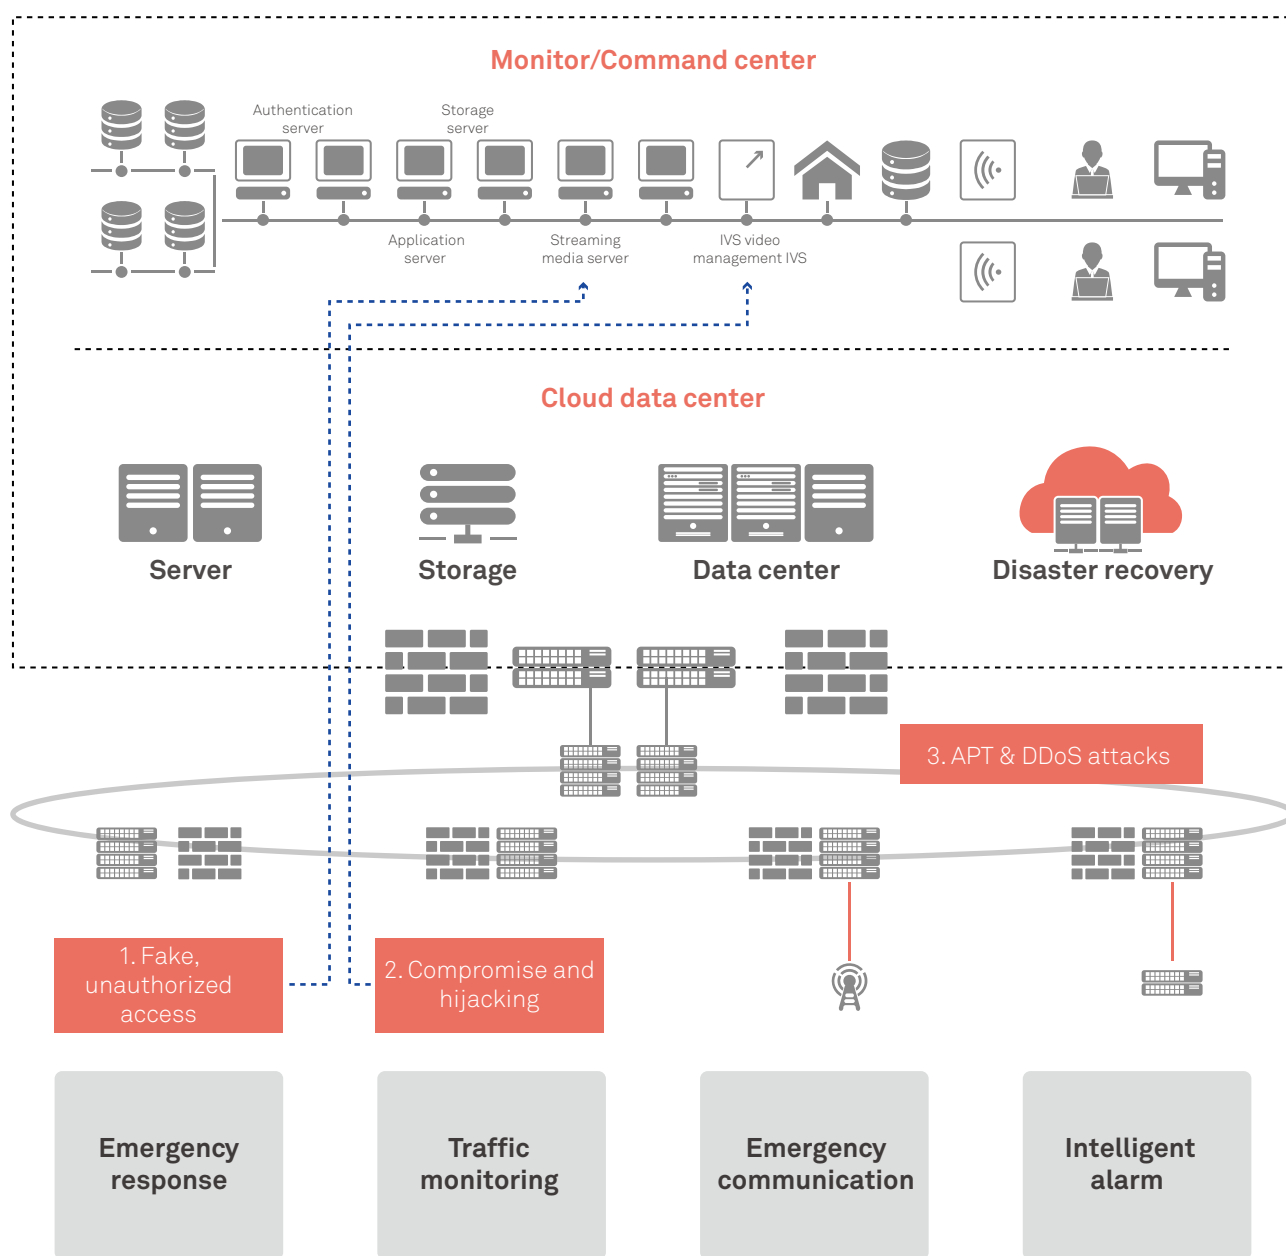 Monitor/Command center
Authentication
server
Storage
server
Application
server
Streaming
media server
IVS video
management IVS
Cloud data center
Server
Storage
Data center
Disaster recovery
3. APT & DDoS attacks
1. Fake,
unauthorized
access
2. Compromise and
hijacking
Emergency
response
Traffic
monitoring
Emergency
communication
Intelligent
alarm